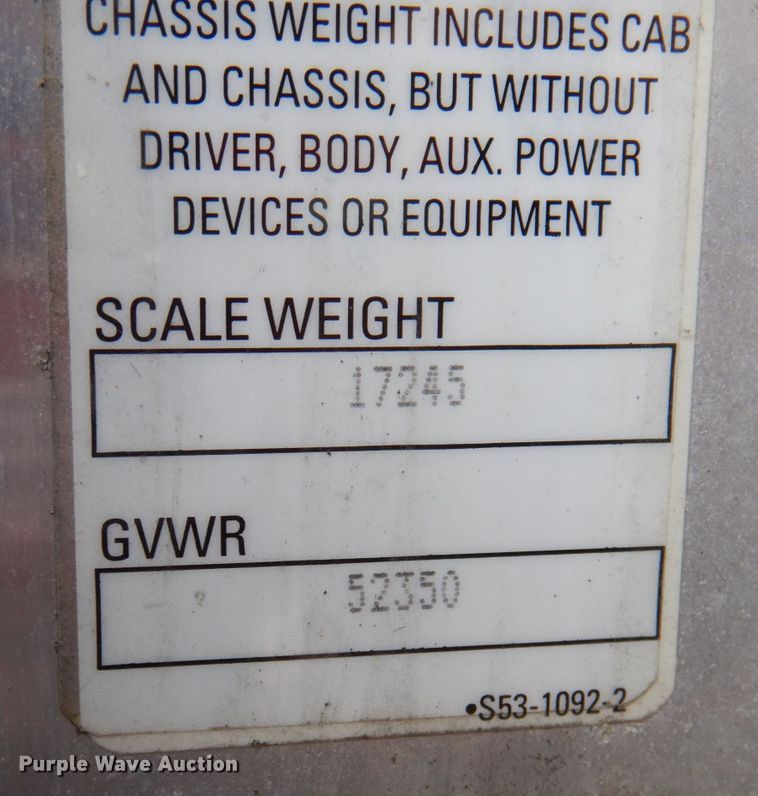 CHASSIS WEIGHT INCLUDES CAB
AND CHASSIS, BUT WITHOUT
DRIVER, BODY, AUX. POWER
DEVICES OR EQUIPMENT
SCALE WEIGHT
17245
GVWR
52350
•S53-1092-2
Purple Wave Auction